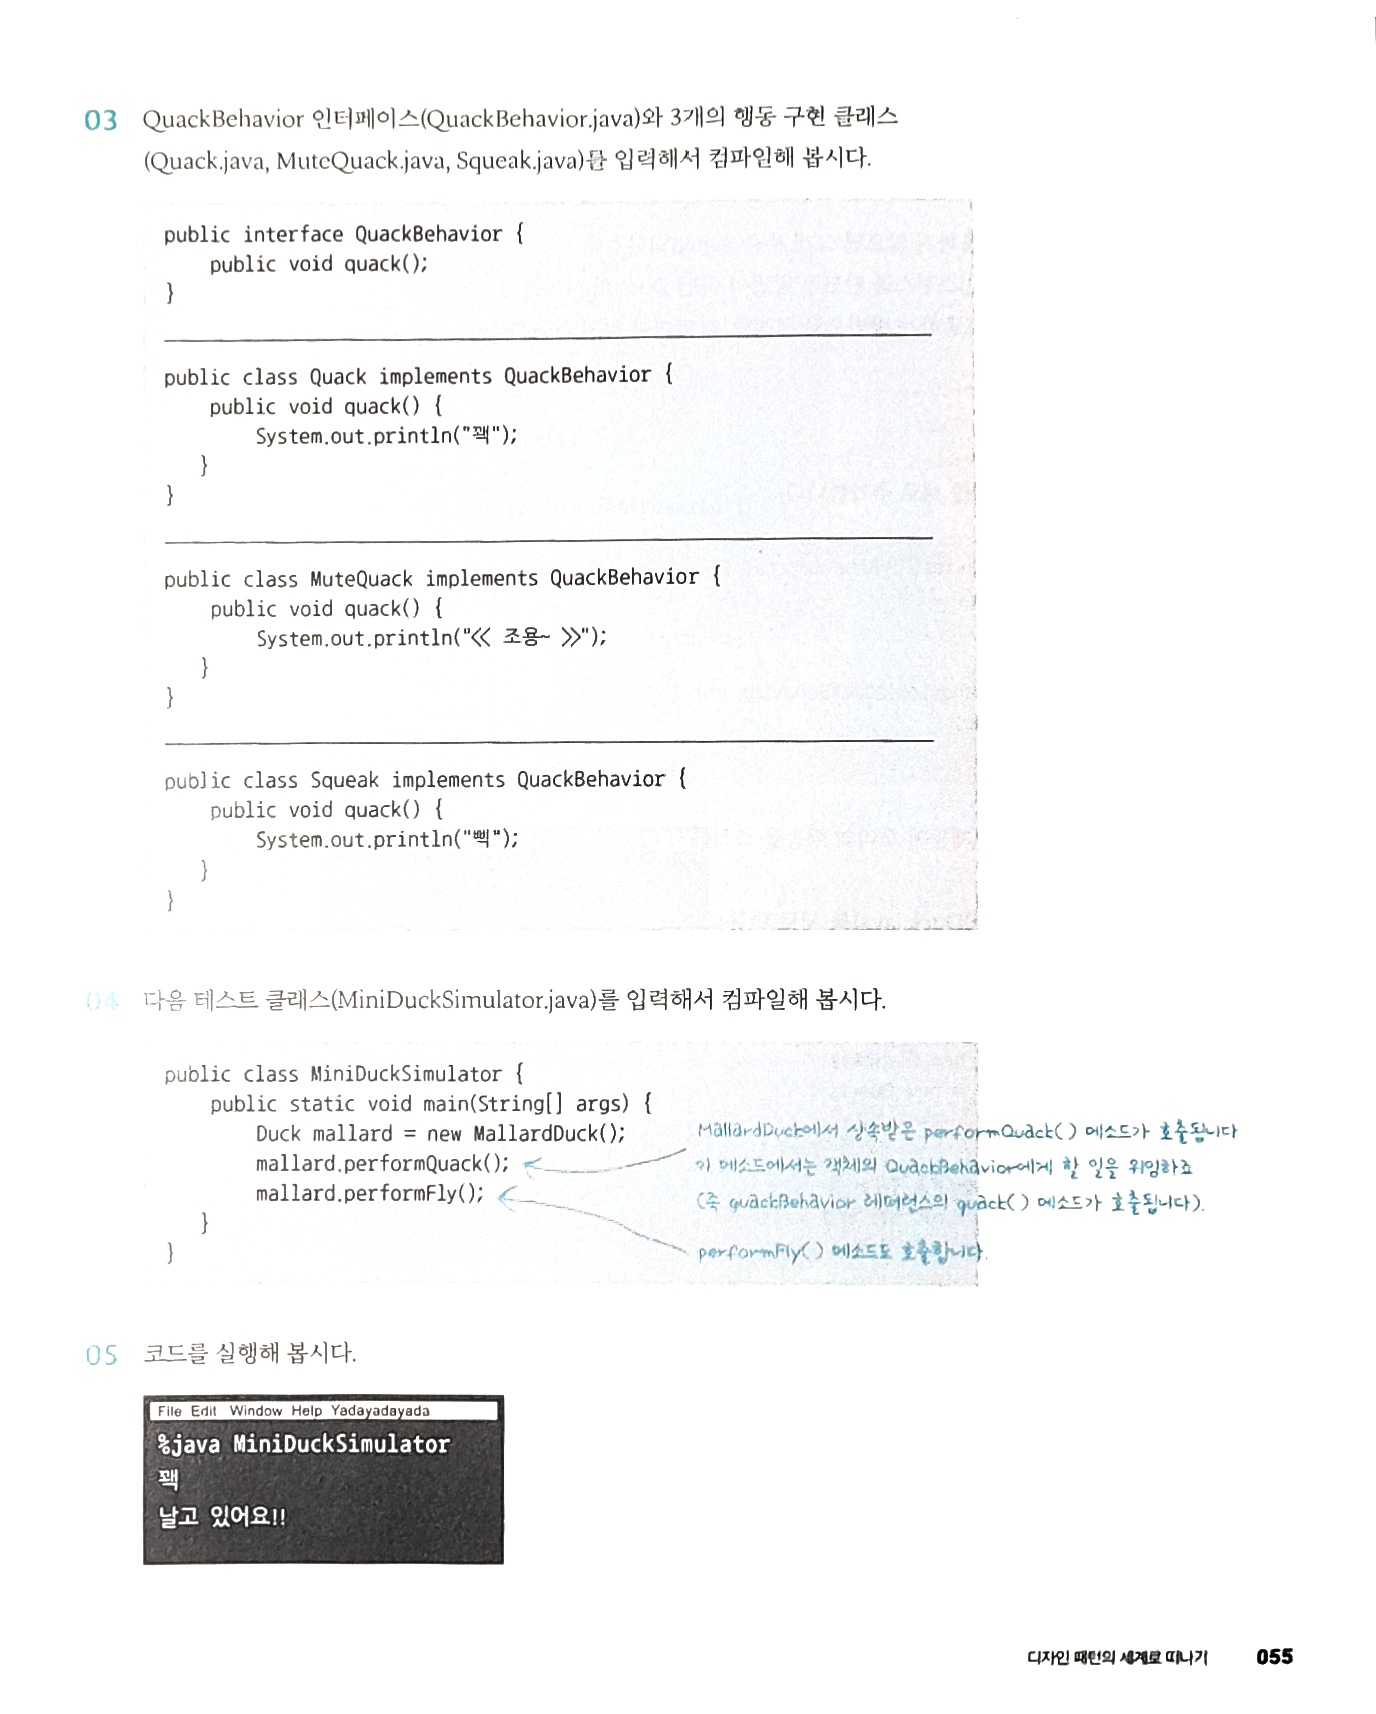 03 QuackBehavior 인터페이스(QuackBehavior.java)와 3개의 행동 구현 클래스
(Quack.java, MuteQuack.java, Squeak.java)를 입력해서 컴파일해 봅시다.
public interface QuackBehavior {
    public void quack();
}
public class Quack implements QuackBehavior {
    public void quack() {
        System.out.println("꽥");
    }
}
public class MuteQuack implements QuackBehavior {
    public void quack() {
        System.out.println("<< 조용~ >>");
    }
}
public class Squeak implements QuackBehavior {
    public void quack() {
        System.out.println("삑");
    }
}
04 다음 테스트 클래스(MiniDuckSimulator.java)를 입력해서 컴파일해 봅시다.
public class MiniDuckSimulator {
    public static void main(String[] args) {
        Duck mallard = new MallardDuck();
        mallard.performQuack();
        mallard.performFly();
    }
}
MallardDuck에서 상속받은 performQuack() 메소드가 호출됩니다
이 메소드에서는 객체의 QuackBehavior에게 할 일을 위임하죠
(즉 quackBehavior 레퍼런스의 quack() 메소드가 호출됩니다).
performFly() 메소드도 호출합니다.
05 코드를 실행해 봅시다.
File Edit Window Help Yadayadayada
%java MiniDuckSimulator
꽥
날고 있어요!!
디자인 패턴의 세계로 떠나기 055